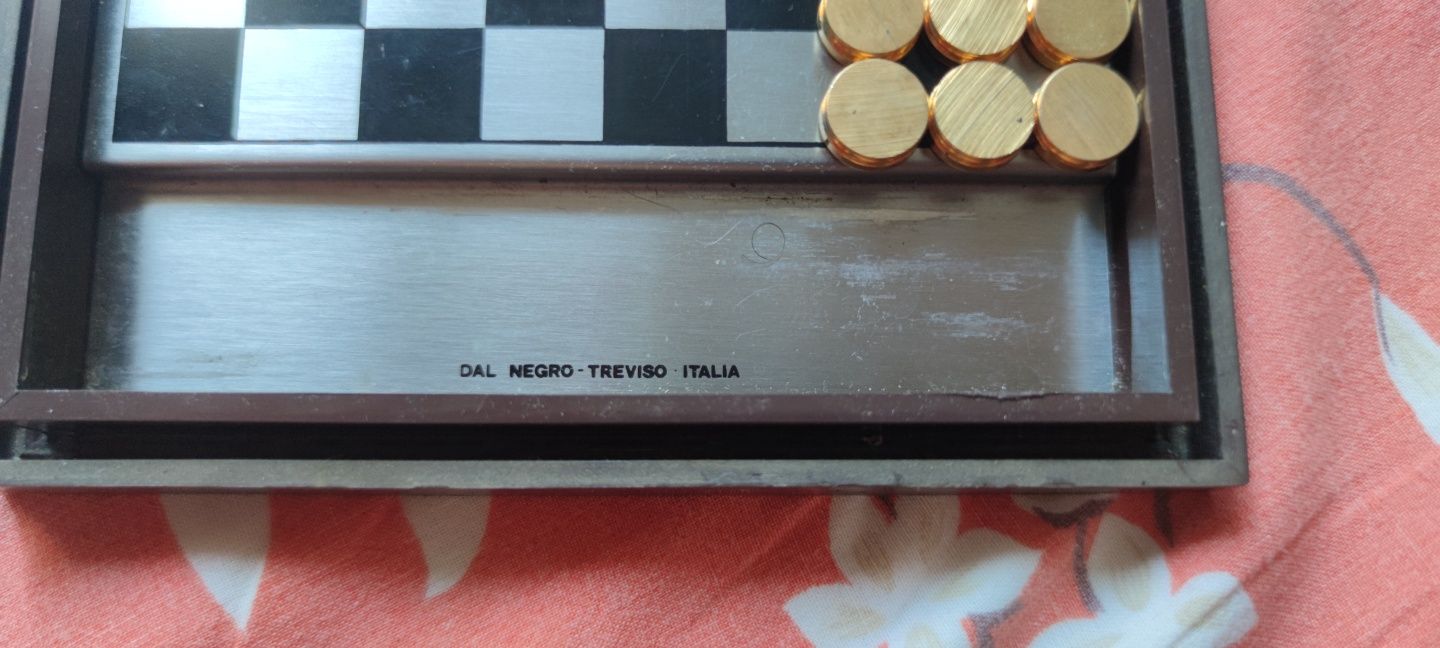 DAL NEGRO - TREVISO · ITALIA